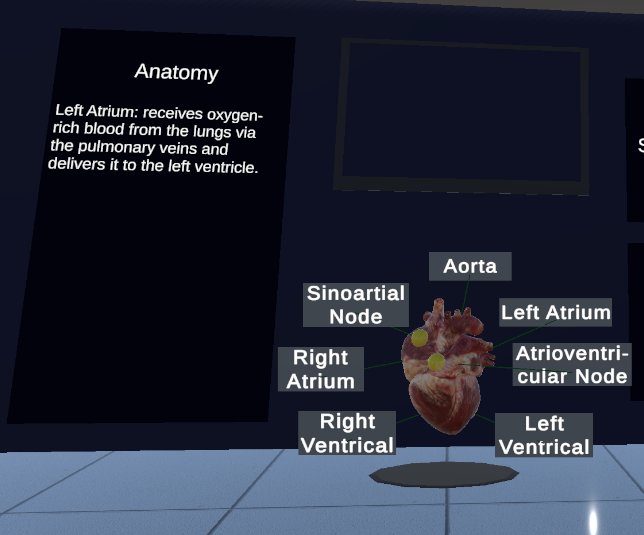 Anatomy
Left Atrium: receives oxygen-
rich blood from the lungs via
the pulmonary veins and
delivers it to the left ventricle.
Aorta
Sinoartial
Node
Left Atrium
Right
Atrium
Atrioventri-
cular Node
Right
Ventrical
Left
Ventrical